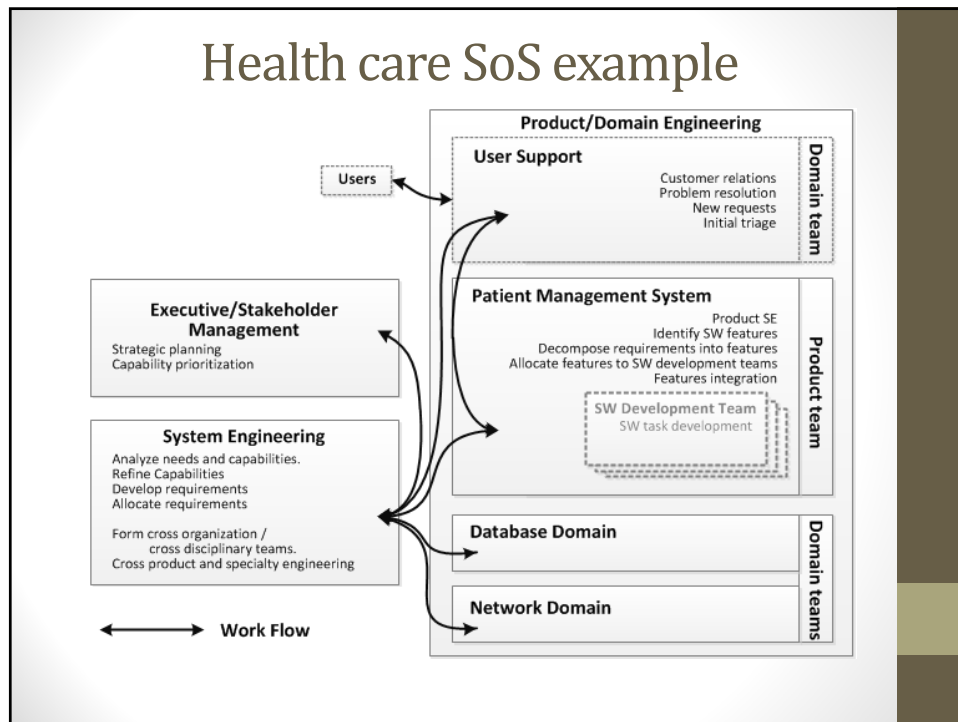 Health care SoS example
Product/Domain Engineering
Users
User Support
Customer relations
Problem resolution
New requests
Initial triage
Domain team
Executive/Stakeholder
Management
Strategic planning
Capability prioritization
Patient Management System
Product SE
Identify SW features
Decompose requirements into features
Allocate features to SW development teams
Features integration
SW Development Team
SW task development
Product team
System Engineering
Analyze needs and capabilities.
Refine Capabilities
Develop requirements
Allocate requirements
Form cross organization /
cross disciplinary teams.
Cross product and specialty engineering
Database Domain
Network Domain
Domain teams
Work Flow